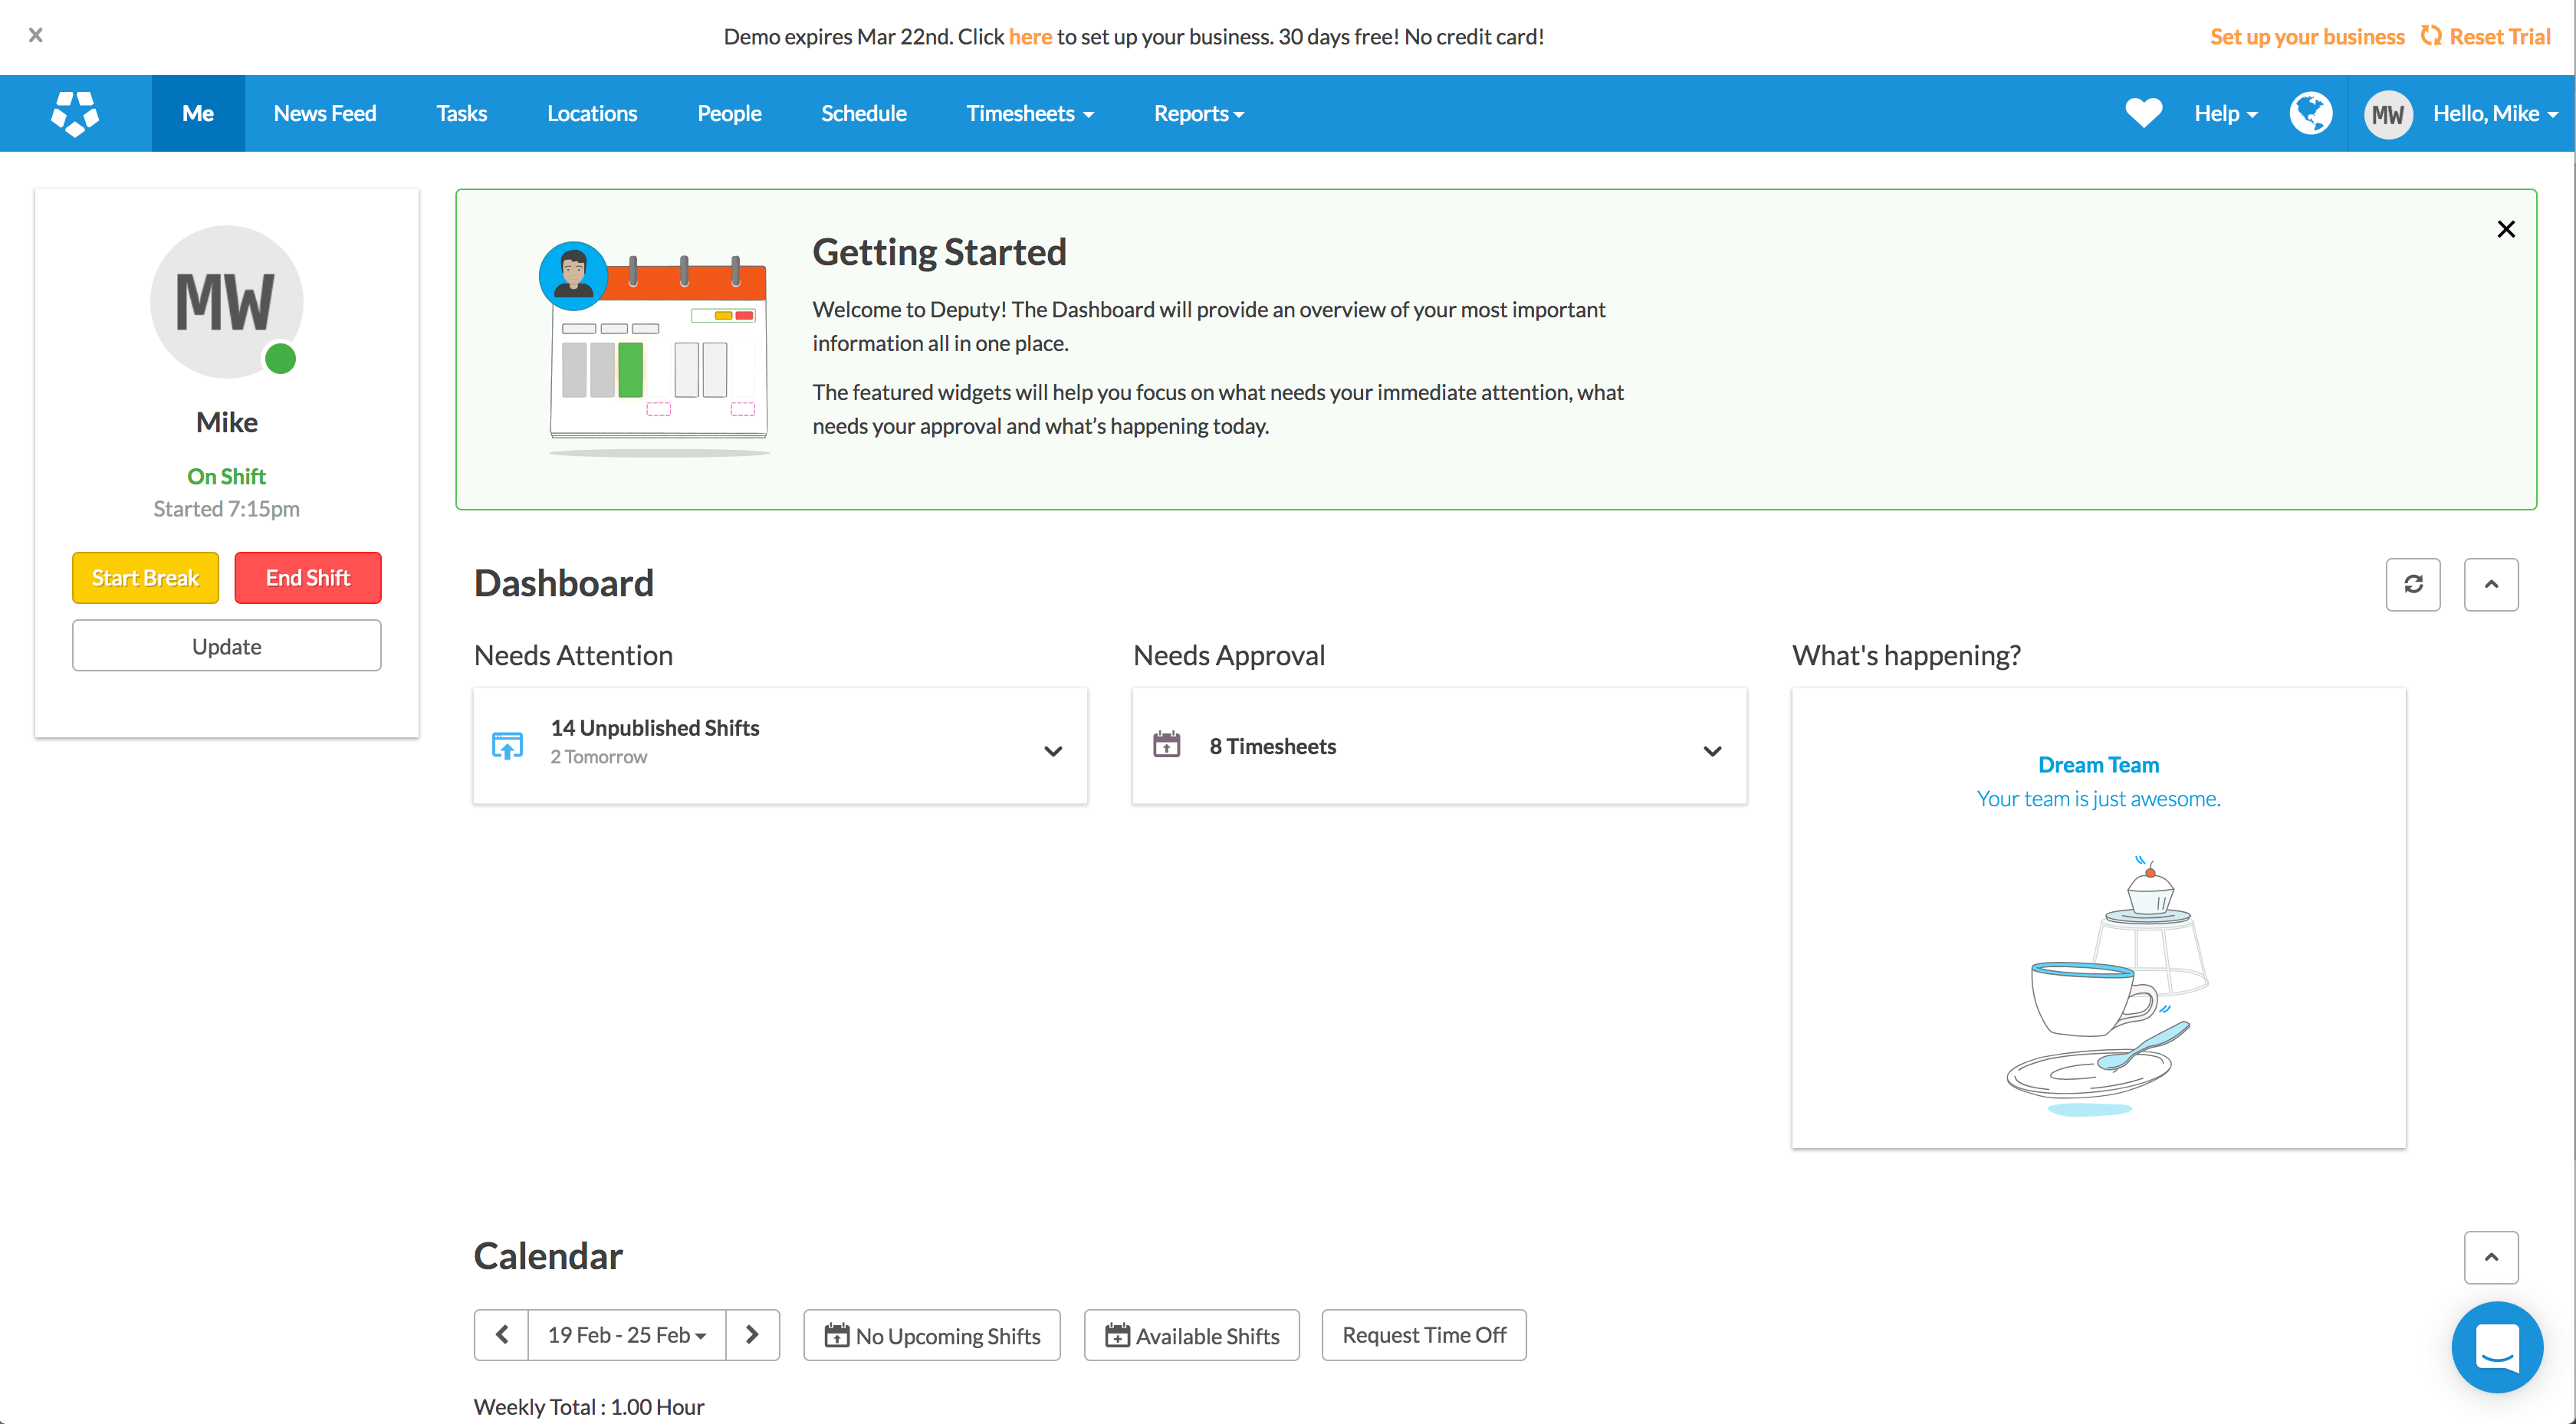 Demo expires Mar 22nd. Click here to set up your business. 30 days free! No credit card!
Set up your business Reset Trial
Me News Feed Tasks Locations People Schedule Timesheets Reports Help MW Hello, Mike
MW
Mike
On Shift
Started 7:15pm
Start Break End Shift
Update
Getting Started
Welcome to Deputy! The Dashboard will provide an overview of your most important
information all in one place.
The featured widgets will help you focus on what needs your immediate attention, what
needs your approval and what’s happening today.
Dashboard
Needs Attention
14 Unpublished Shifts
2 Tomorrow
Needs Approval
8 Timesheets
What's happening?
Dream Team
Your team is just awesome.
Calendar
19 Feb - 25 Feb No Upcoming Shifts Available Shifts Request Time Off
Weekly Total : 1.00 Hour